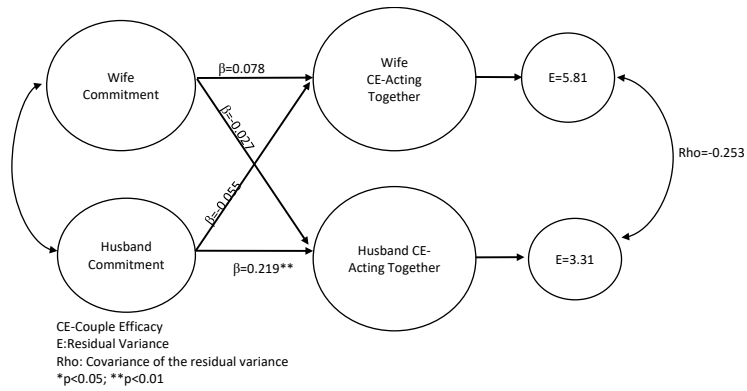 Wife
Commitment
β=0.078
Wife
CE-Acting
Together
E=5.81
β=-0.027
Rho=-0.253
β=-0.055
Husband
Commitment
β=0.219**
Husband CE-
Acting Together
E=3.31
CE-Couple Efficacy
E:Residual Variance
Rho: Covariance of the residual variance
*p<0.05; **p<0.01